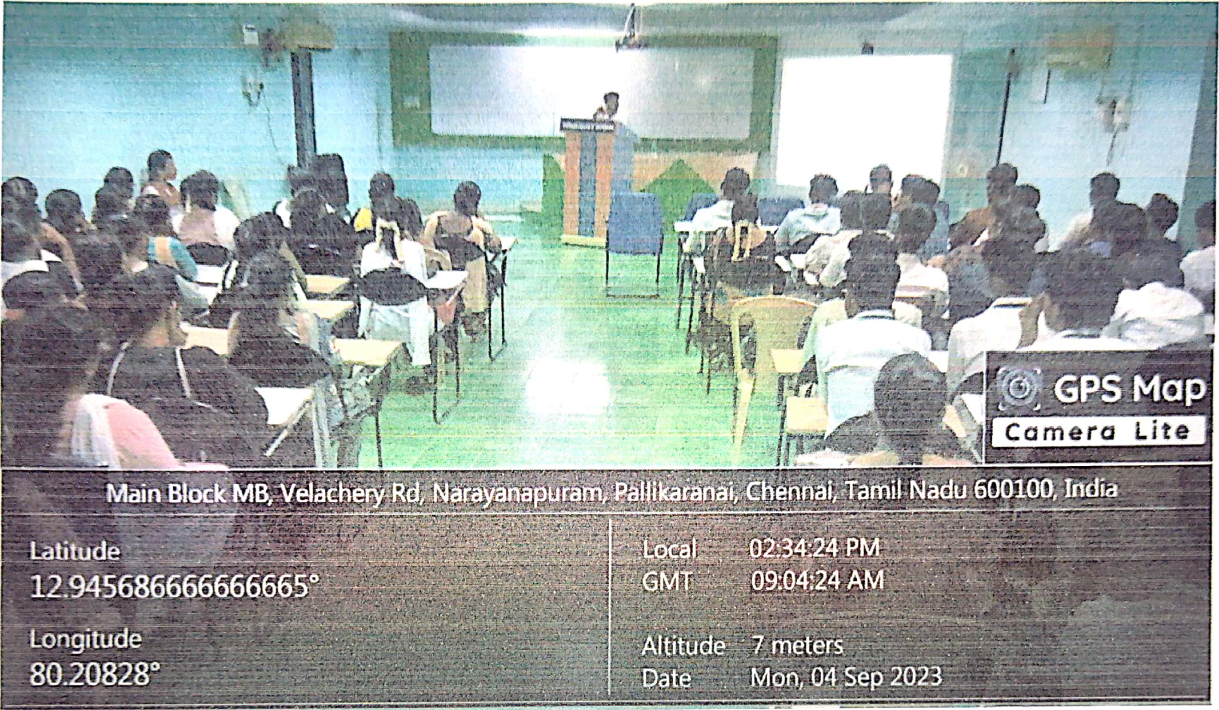 GPS Map
Camera Lite
Main Block MB, Velachery Rd, Narayanapuram, Pallikaranai, Chennai, Tamil Nadu 600100, India
Latitude
12.945686666666665°
Longitude
80.20828°
Local 02:34:24 PM
GMT 09:04:24 AM
Altitude 7 meters
Date Mon, 04 Sep 2023